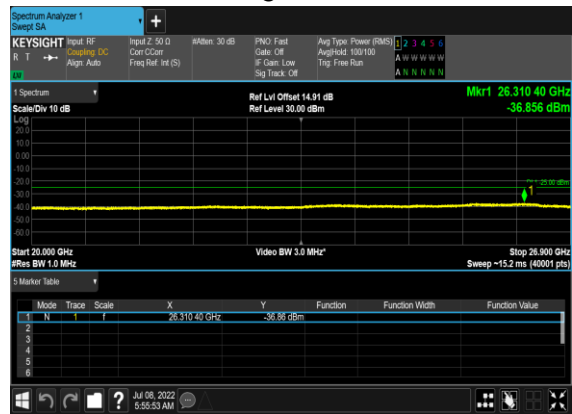 Spectrum Analyzer 1
Swept SA
+
KEYSIGHT Input: RF Input Z: 50 Ω #Atten: 30 dB PNO: Fast Avg Type: Power (RMS) 1 2 3 4 5 6
R T Coupling: DC Corr CCorr Gate: Off Avg|Hold: 100/100 A W W W W W
Align: Auto Freq Ref: Int (S) IF Gain: Low Trig: Free Run
LW Sig Track: Off A N N N N N
1 Spectrum Ref Lvl Offset 14.91 dB Mkr1 26.310 40 GHz
Scale/Div 10 dB Ref Level 30.00 dBm -36.856 dBm
Log
20.0
10.0
0.00
-10.0
-20.0
-25.00 dBm
-30.0
1
-40.0
-50.0
-60.0
Start 20.000 GHz Video BW 3.0 MHz* Stop 26.900 GHz
#Res BW 1.0 MHz Sweep ~15.2 ms (40001 pts)
5 Marker Table
Mode Trace Scale X Y Function Function Width Function Value
1 N 1 f 26.310 40 GHz -36.86 dBm
2
3
4
5
6
? Jul 08, 2022
5:55:53 AM